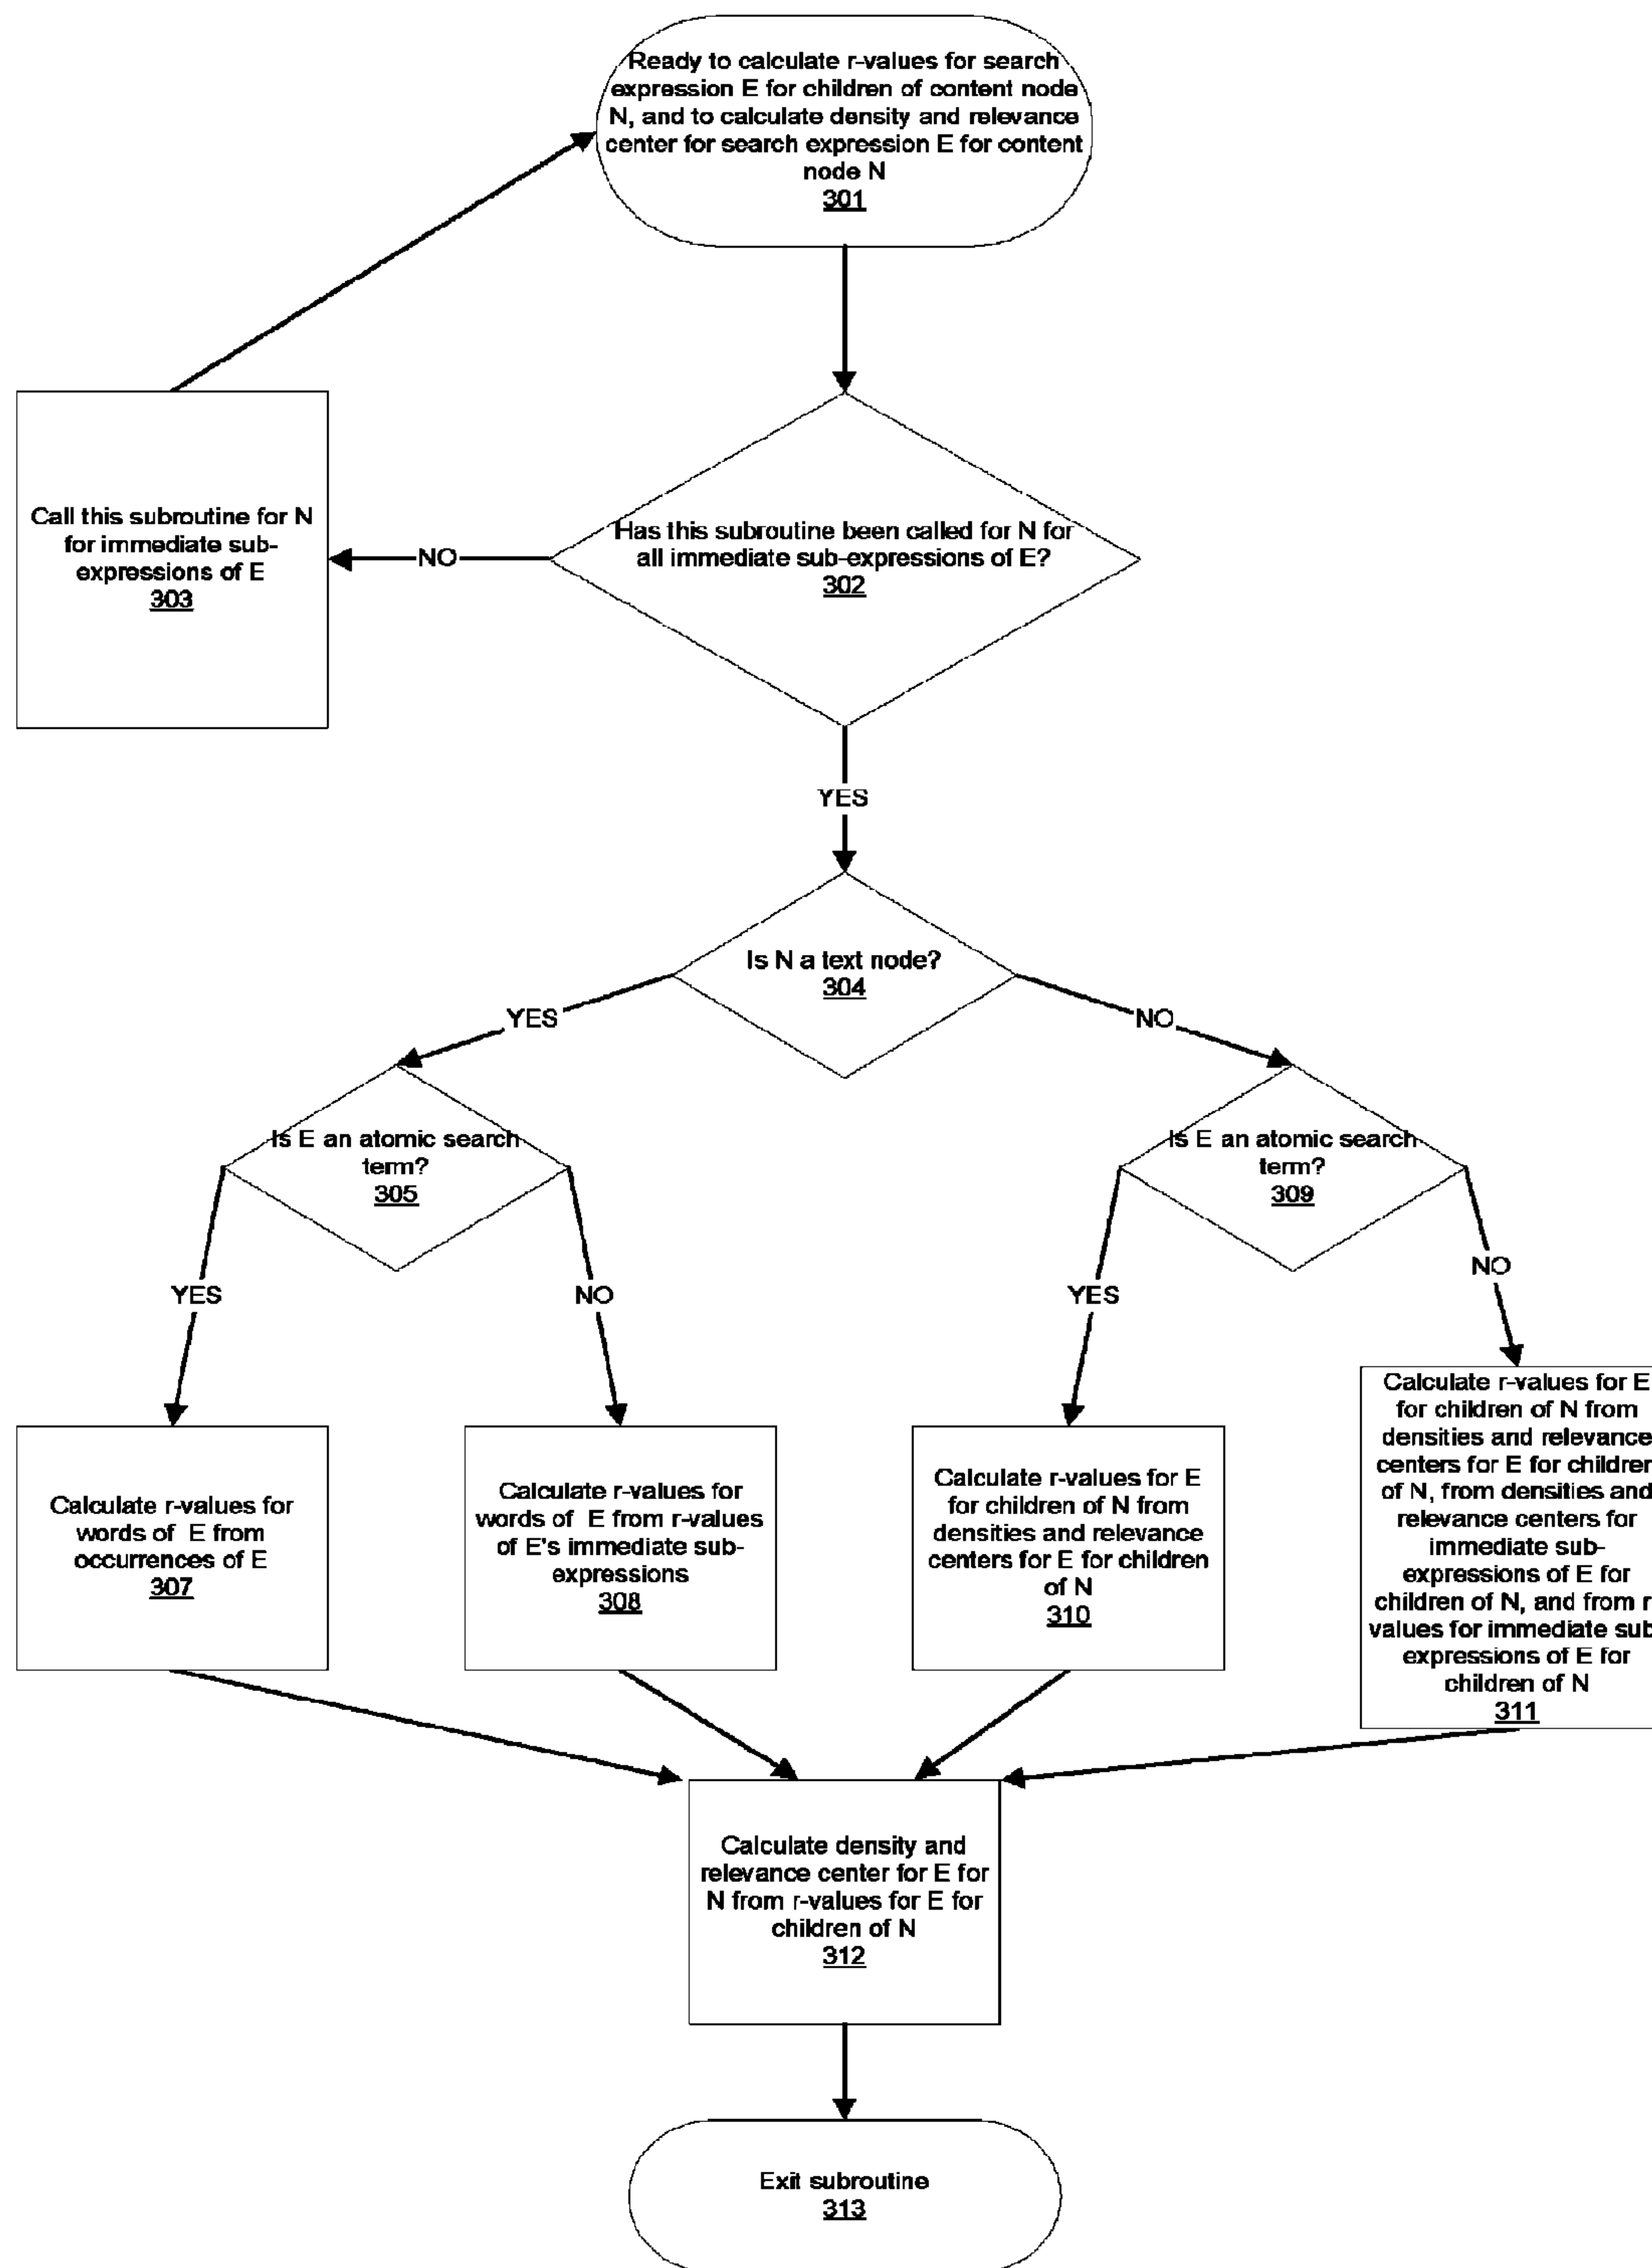 Ready to calculate r-values for search
expression E for children of content node
N, and to calculate density and relevance
center for search expression E for content
node N
301
Call this subroutine for N
for immediate sub-
expressions of E
303
NO
Has this subroutine been called for N for
all immediate sub-expressions of E?
302
YES
Is N a text node?
304
YES
NO
Is E an atomic search
term?
305
Is E an atomic search
term?
309
YES
NO
YES
NO
Calculate r-values for
words of E from
occurrences of E
307
Calculate r-values for
words of E from r-values
of E's immediate sub-
expressions
308
Calculate r-values for E
for children of N from
densities and relevance
centers for E for children
of N
310
Calculate r-values for E
for children of N from
densities and relevance
centers for E for children
of N, from densities and
relevance centers for
immediate sub-
expressions of E for
children of N, and from r
values for immediate sub
expressions of E for
children of N
311
Calculate density and
relevance center for E for
N from r-values for E for
children of N
312
Exit subroutine
313